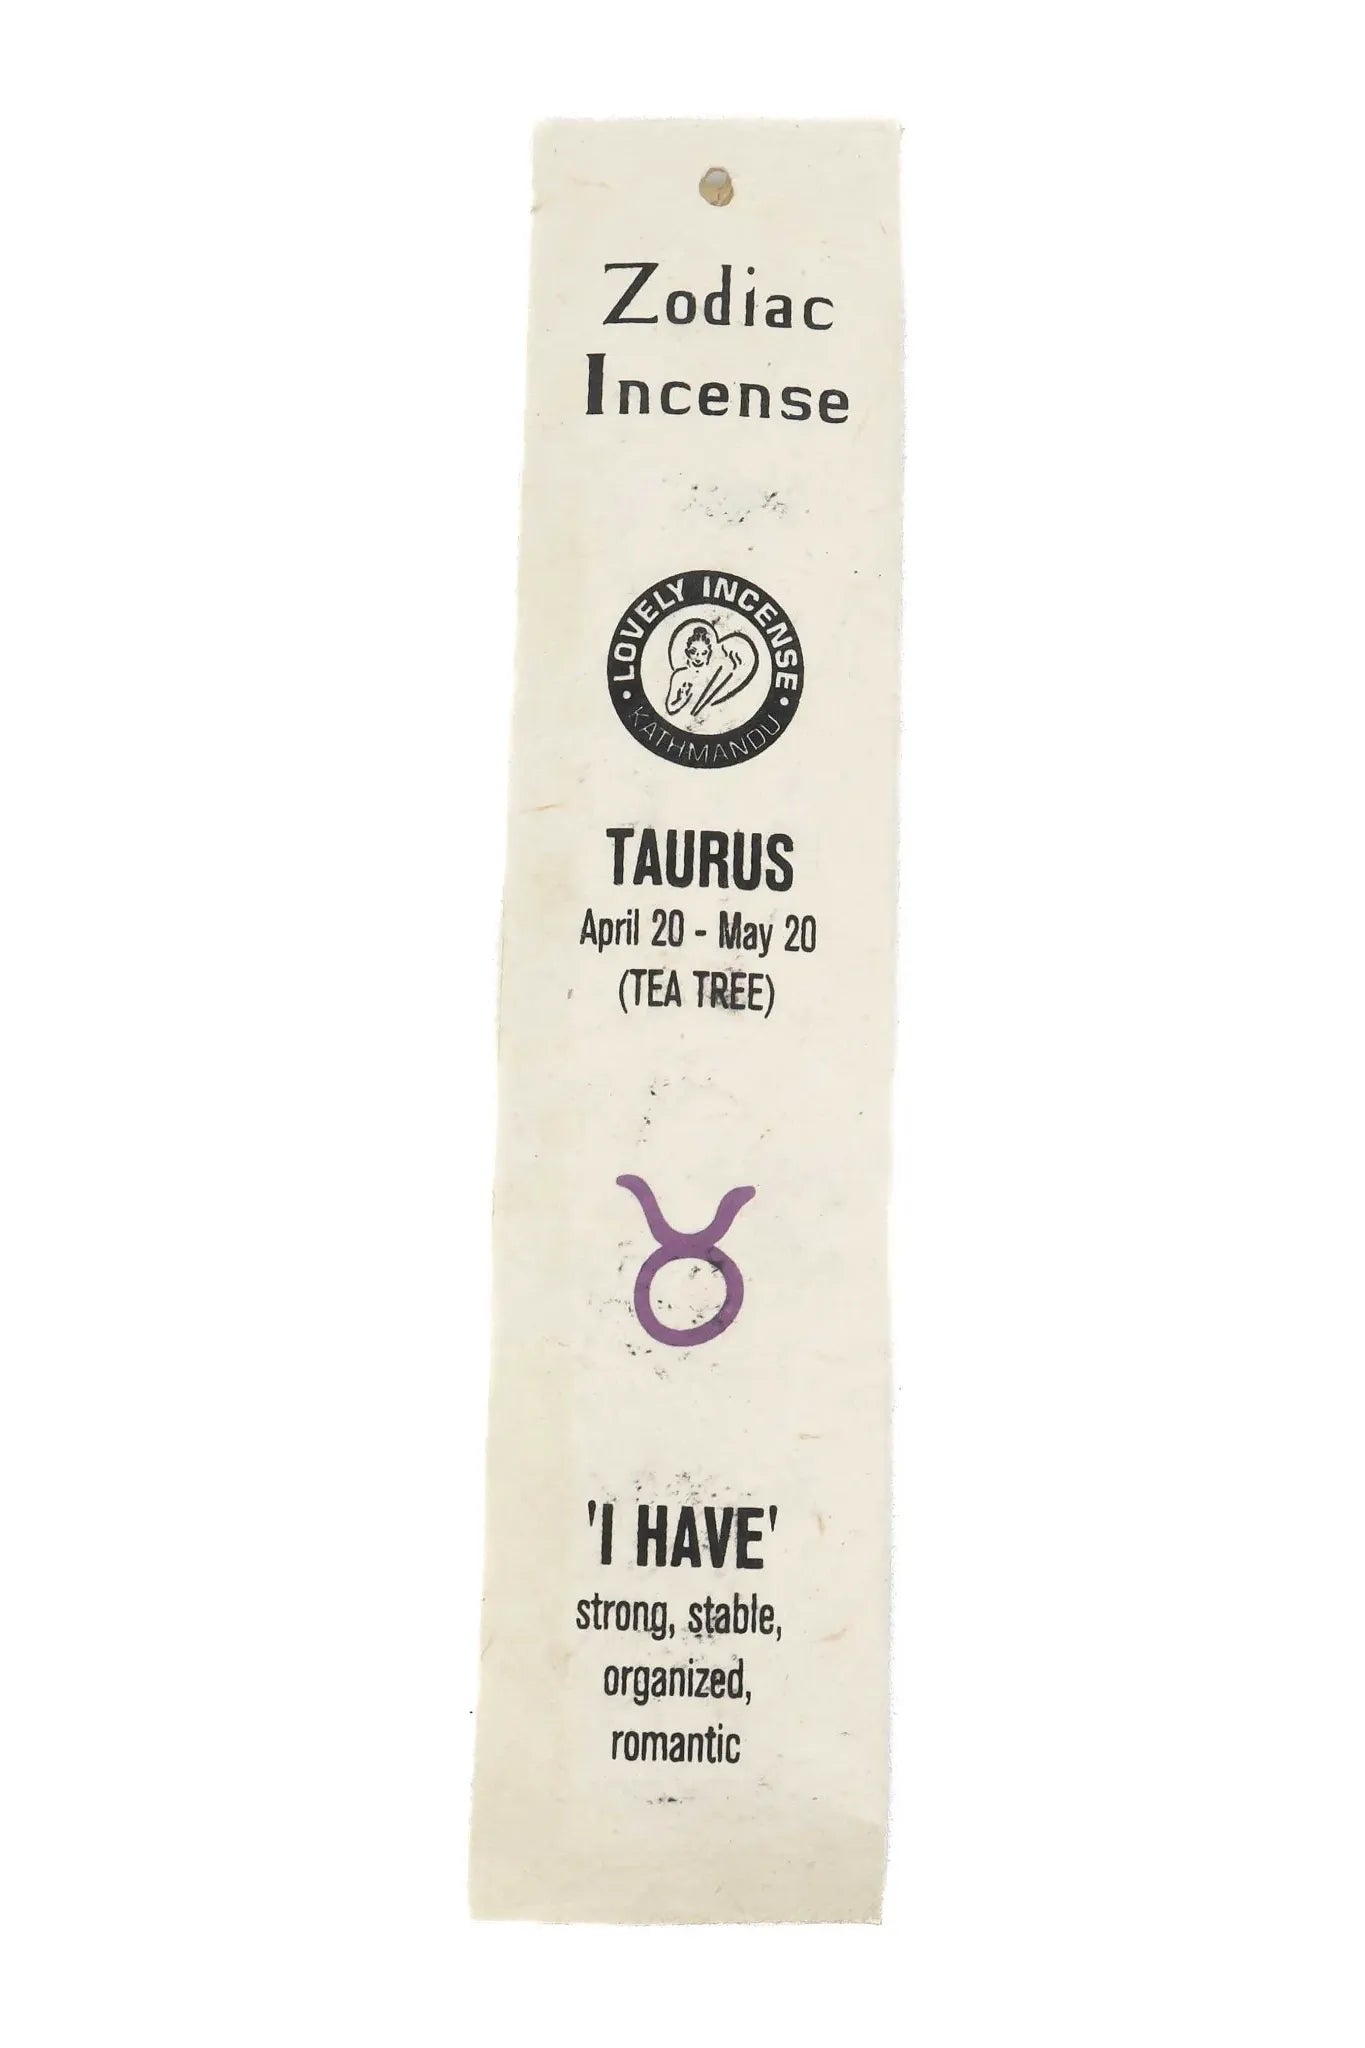 Zodiac
Incense
• LOVELY INCENSE •
KATHMANDU
TAURUS
April 20 - May 20
(TEA TREE)
'I HAVE'
strong, stable,
organized,
romantic